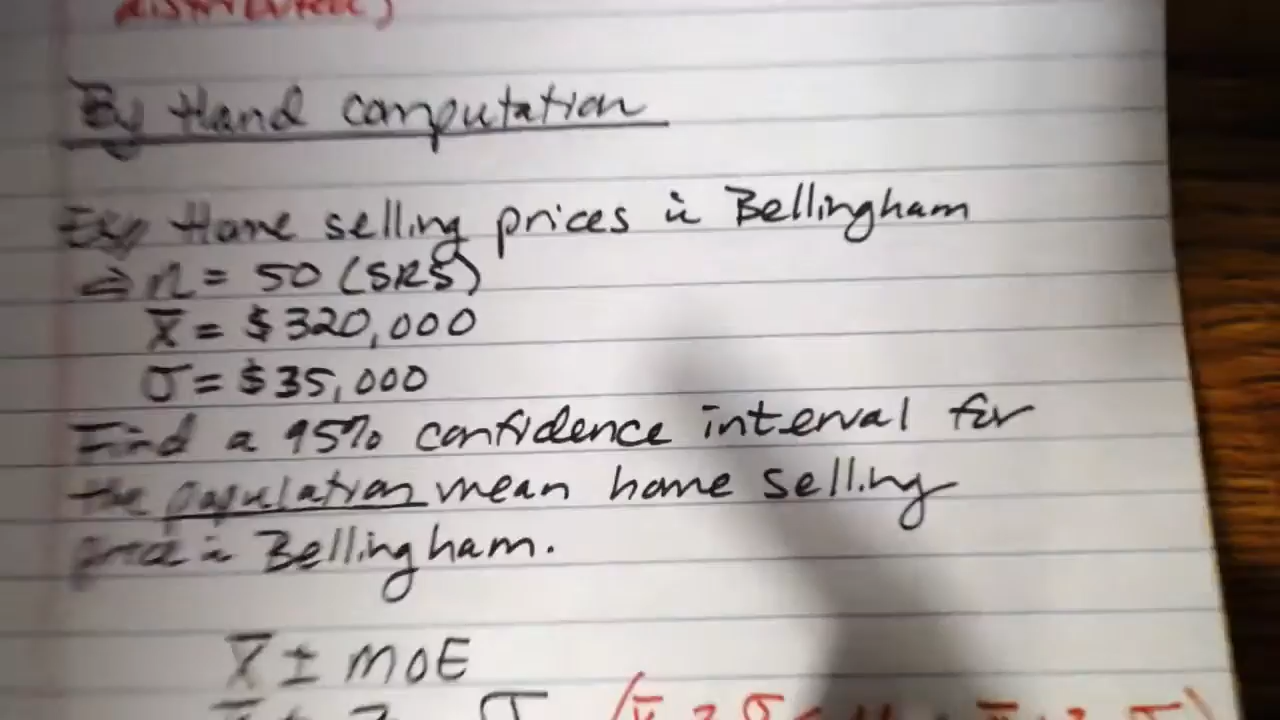 distributed)
By Hand computation
Ex) Home selling prices in Bellingham
⇒ n = 50 (SRS)
x̄ = $320,000
σ = $35,000
Find a 95% confidence interval for
the population mean home selling
price in Bellingham.
x̄ ± MOE